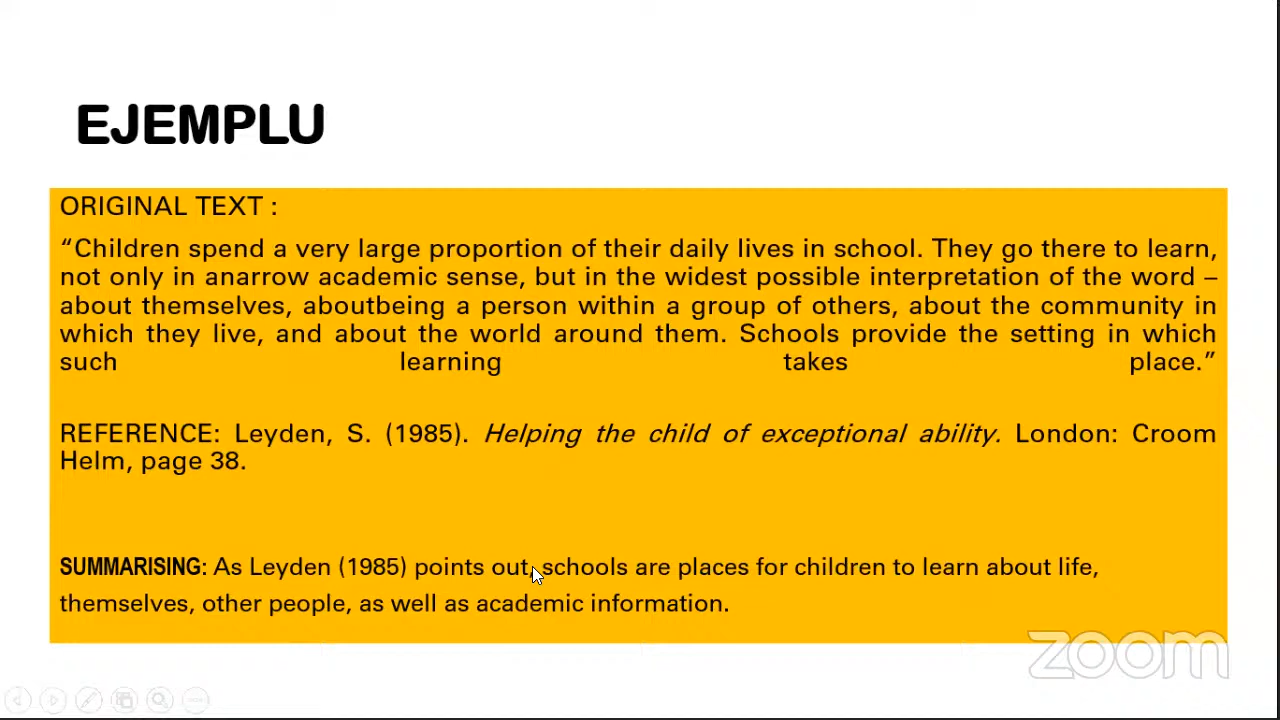 EJEMPLU
ORIGINAL TEXT :
“Children spend a very large proportion of their daily lives in school. They go there to learn,
not only in anarrow academic sense, but in the widest possible interpretation of the word –
about themselves, aboutbeing a person within a group of others, about the community in
which they live, and about the world around them. Schools provide the setting in which
such learning takes place.”
REFERENCE: Leyden, S. (1985). Helping the child of exceptional ability. London: Croom
Helm, page 38.
SUMMARISING: As Leyden (1985) points out, schools are places for children to learn about life,
themselves, other people, as well as academic information.
zoom